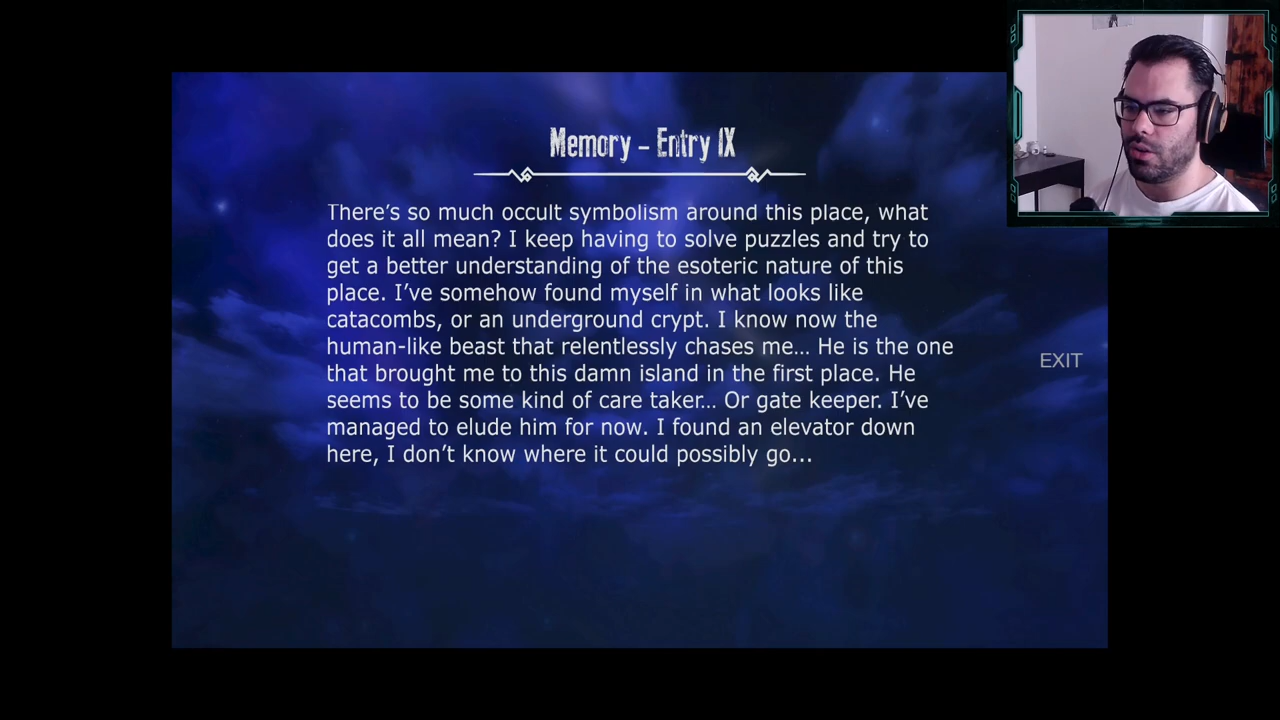 Memory - Entry IX
There's so much occult symbolism around this place, what
does it all mean? I keep having to solve puzzles and try to
get a better understanding of the esoteric nature of this
place. I've somehow found myself in what looks like
catacombs, or an underground crypt. I know now the
human-like beast that relentlessly chases me... He is the one
that brought me to this damn island in the first place. He
seems to be some kind of care taker... Or gate keeper. I've
managed to elude him for now. I found an elevator down
here, I don't know where it could possibly go...
EXIT